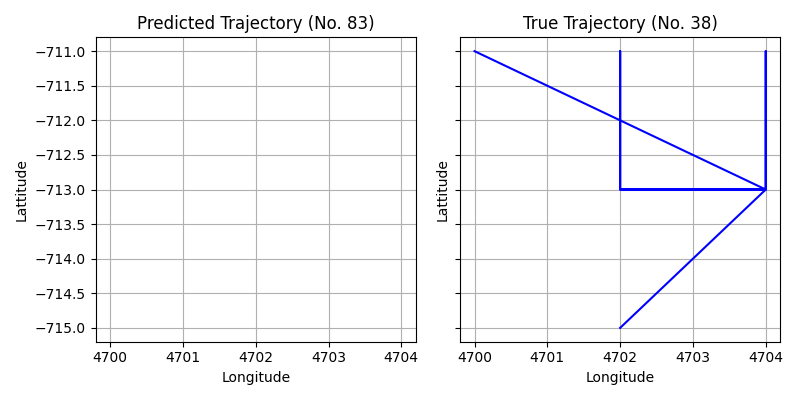 Predicted Trajectory (No. 83)
True Trajectory (No. 38)
−711.0
−711.5
−712.0
−712.5
−713.0
−713.5
−714.0
−714.5
−715.0
Lattitude
Lattitude
4700 4701 4702 4703 4704
4700 4701 4702 4703 4704
Longitude
Longitude